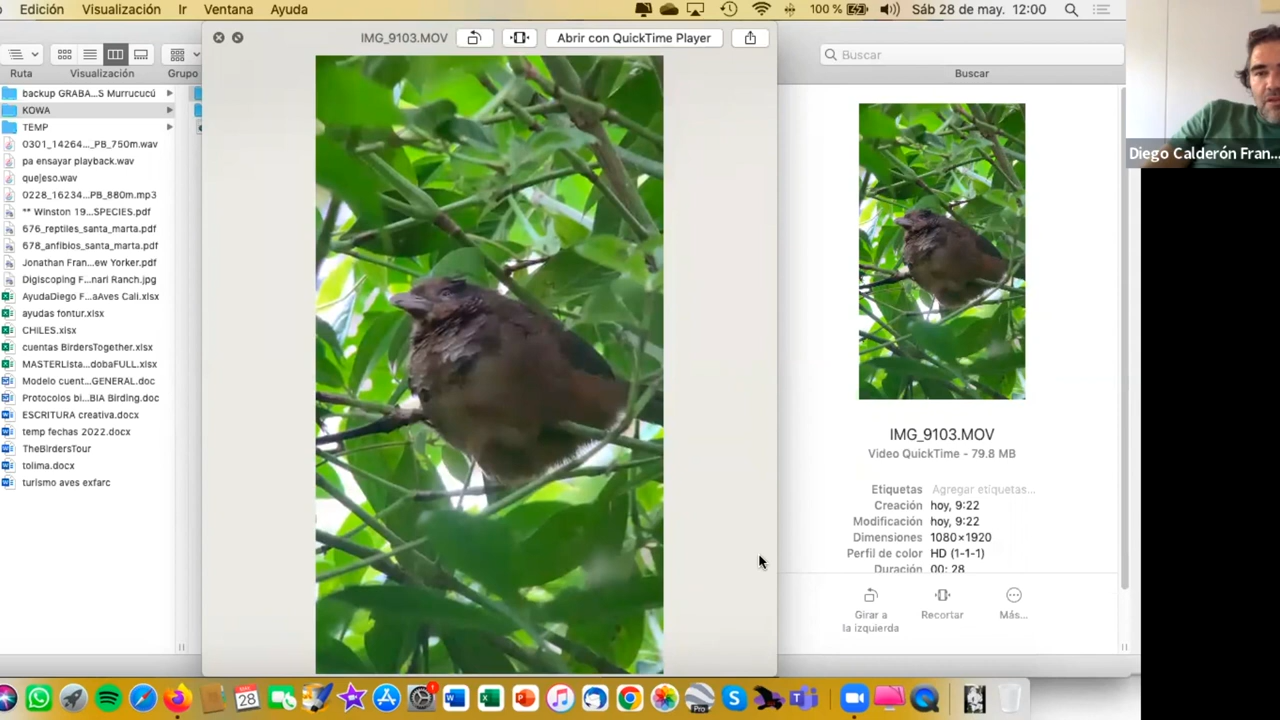 Edición Visualización Ir Ventana Ayuda 100 % Sáb 28 de may. 12:00
IMG_9103.MOV Abrir con QuickTime Player
Buscar
Ruta Visualización Grupo Buscar
backup GRABA...S Murrucucú
KOWA
TEMP
0301_14264..._PB_750m.wav
pa ensayar playback.wav
quejeso.wav
0228_16234...PB_880m.mp3
** Winston 19...SPECIES.pdf
676_reptiles_santa_marta.pdf
678_anfibios_santa_marta.pdf
Jonathan Fran...ew Yorker.pdf
Digiscoping F...nari Ranch.jpg
AyudaDiego F...aAves Cali.xlsx
ayudas fontur.xlsx
CHILES.xlsx
cuentas BirdersTogether.xlsx
MASTERLista...dobaFULL.xlsx
Modelo cuent...GENERAL.doc
Protocolos bi...BIA Birding.doc
ESCRITURA creativa.docx
temp fechas 2022.docx
TheBirdersTour
tolima.docx
turismo aves exfarc
IMG_9103.MOV
Video QuickTime - 79.8 MB
Etiquetas Agregar etiquetas...
Creación hoy, 9:22
Modificación hoy, 9:22
Dimensiones 1080×1920
Perfil de color HD (1-1-1)
Duración 00: 28
Girar a
la izquierda
Recortar
Más...
Diego Calderón Fran...
28
Pro